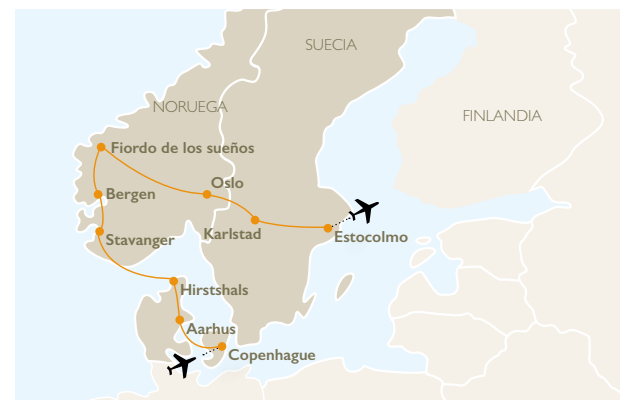 SUECIA
NORUEGA
FINLANDIA
Fiordo de los sueños
Oslo
Bergen
Karlstad
Estocolmo
Stavanger
Hirstshals
Aarhus
Copenhague